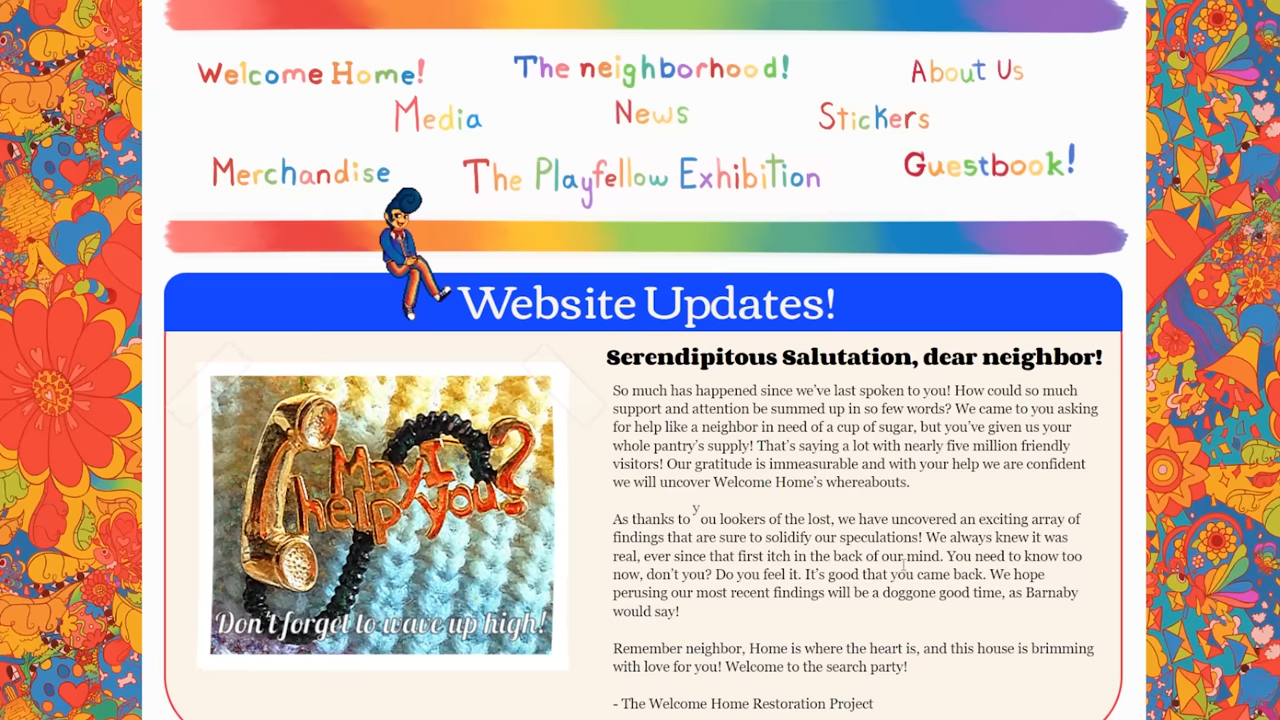 Welcome Home!
The neighborhood!
About Us
Media
News
Stickers
Merchandise
The Playfellow Exhibition
Guestbook!
Website Updates!
May I
help you?
Don't forget to wave up high!
Serendipitous Salutation, dear neighbor!
So much has happened since we've last spoken to you! How could so much
support and attention be summed up in so few words? We came to you asking
for help like a neighbor in need of a cup of sugar, but you've given us your
whole pantry's supply! That's saying a lot with nearly five million friendly
visitors! Our gratitude is immeasurable and with your help we are confident
we will uncover Welcome Home's whereabouts.
As thanks to you lookers of the lost, we have uncovered an exciting array of
findings that are sure to solidify our speculations! We always knew it was
real, ever since that first itch in the back of our mind. You need to know too
now, don't you? Do you feel it. It's good that you came back. We hope
perusing our most recent findings will be a doggone good time, as Barnaby
would say!
Remember neighbor, Home is where the heart is, and this house is brimming
with love for you! Welcome to the search party!
- The Welcome Home Restoration Project